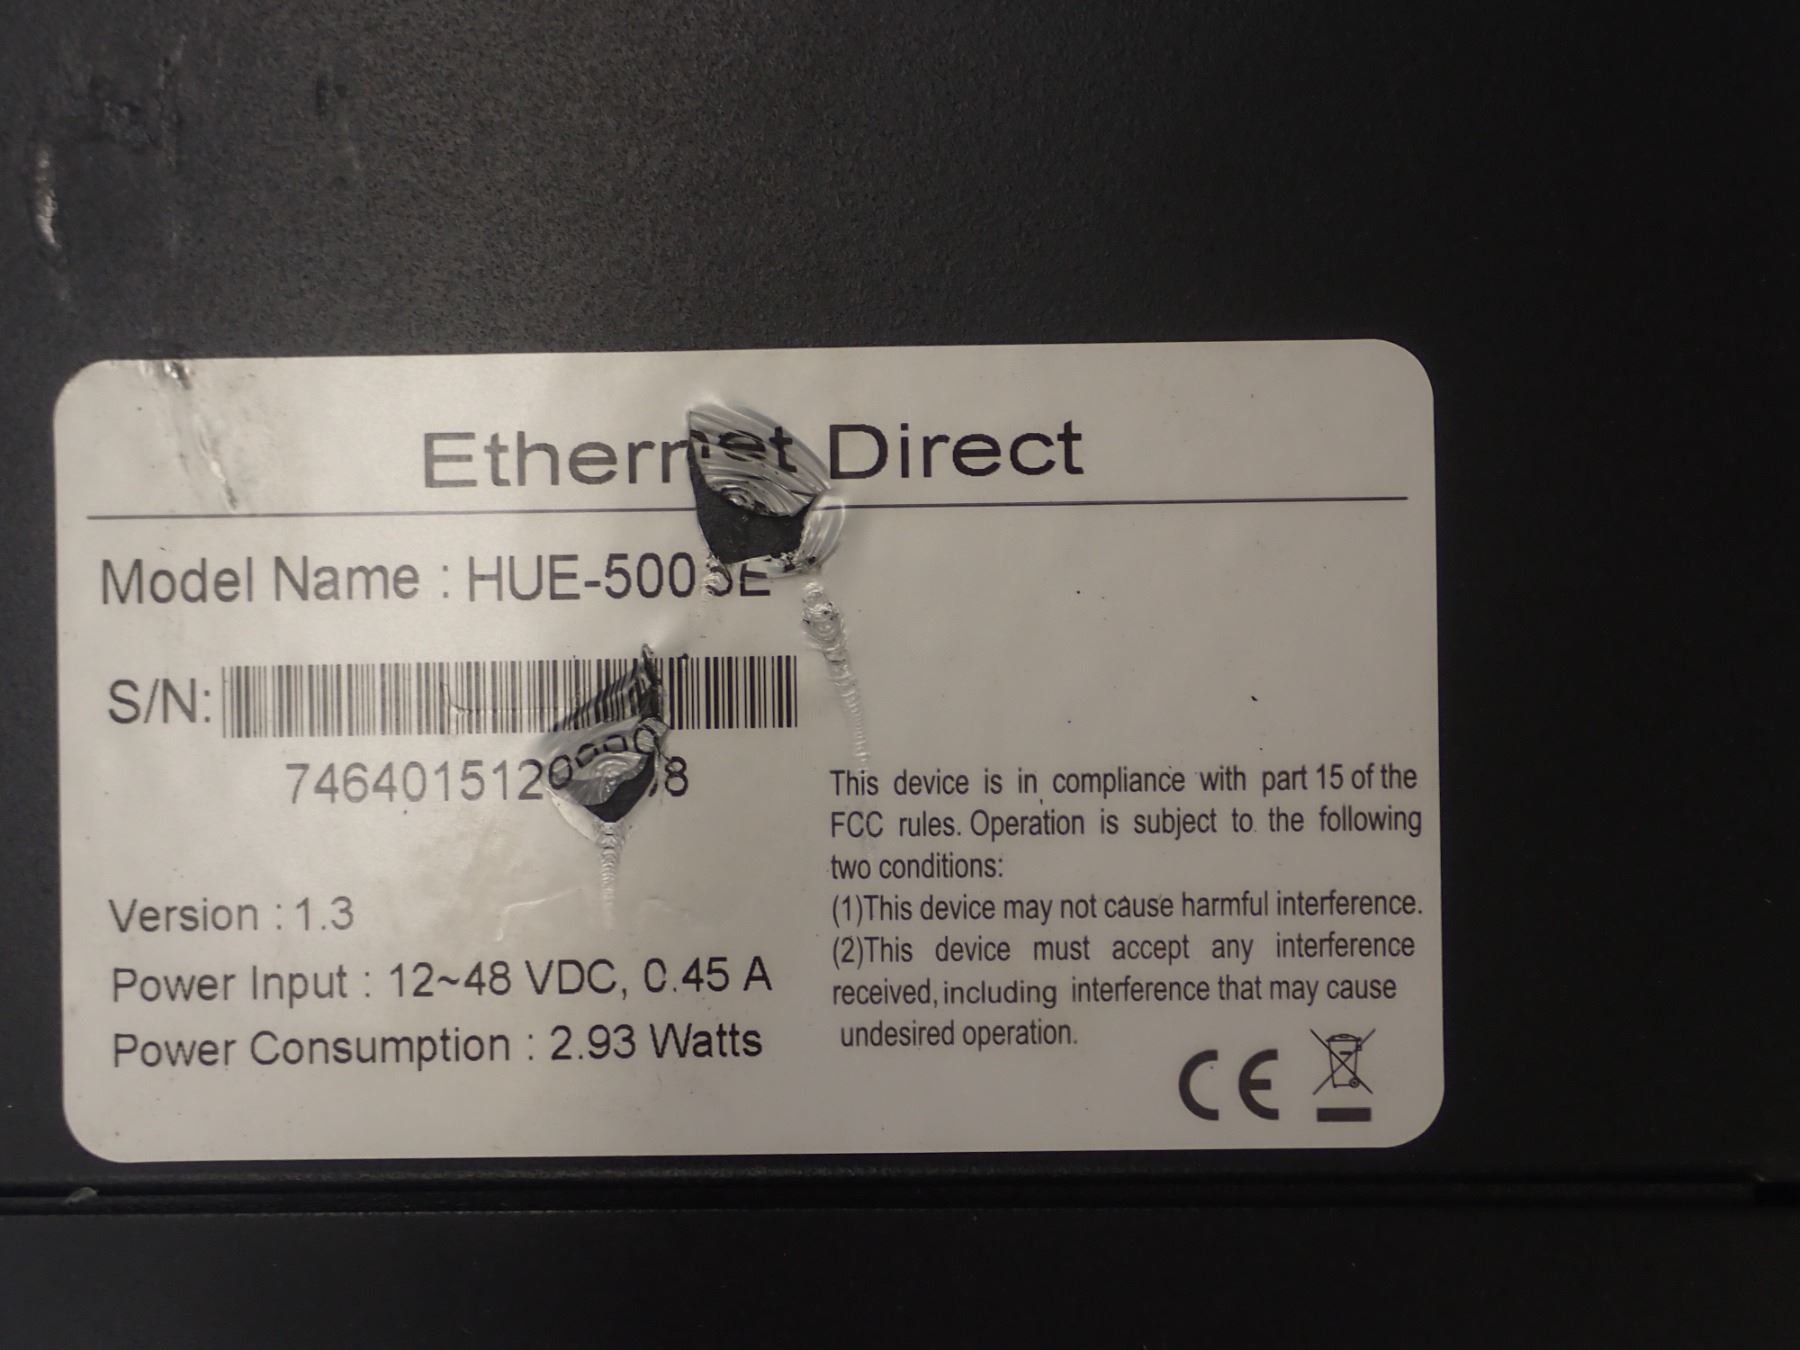 Ethernet Direct
Model Name : 
S/N:
Version : 1.3
Power Input : 12~48 VDC, 0.45 A
Power Consumption : 2.93 Watts
This device is in compliance with part 15 of the
FCC rules. Operation is subject to the following
two conditions:
(1)This device may not cause harmful interference.
(2)This device must accept any interference
received, including interference that may cause
undesired operation.
CE